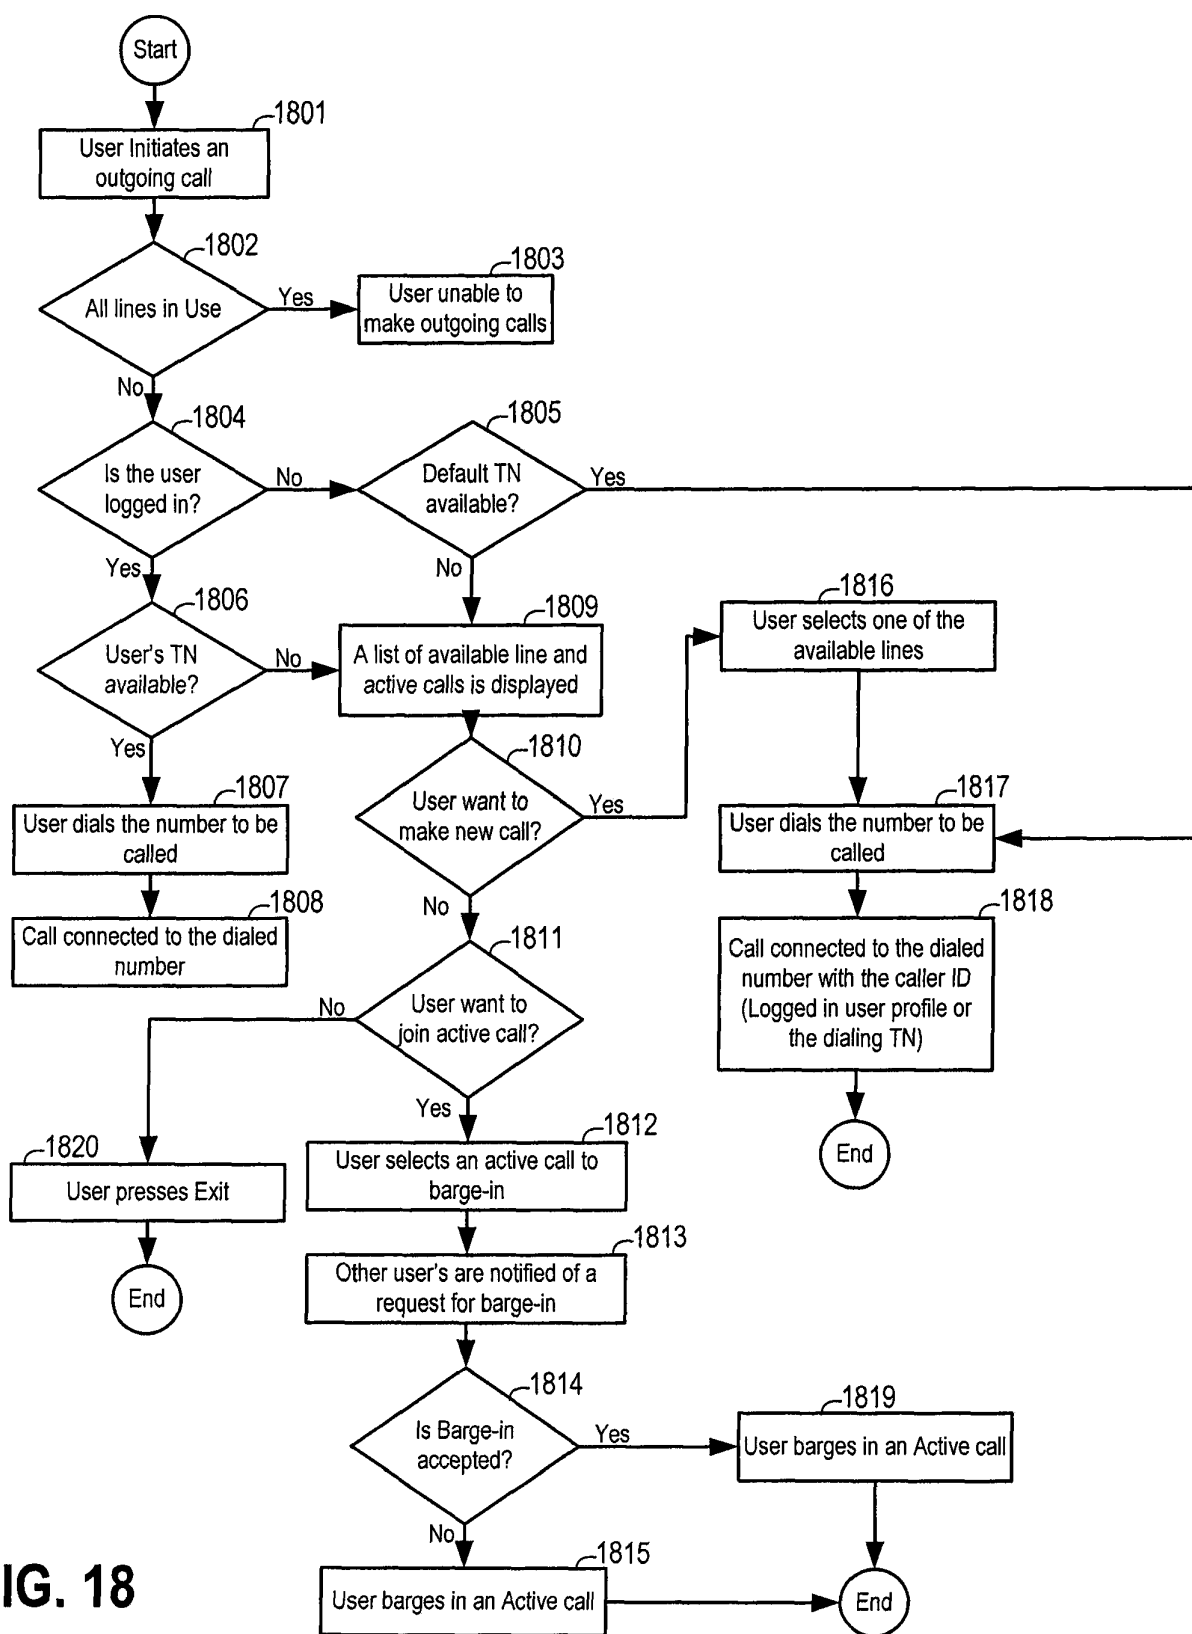 Start
1801
User Initiates an
outgoing call
1802
All lines in Use
Yes
1803
User unable to
make outgoing calls
No
1804
Is the user
logged in?
No
1805
Default TN
available?
Yes
Yes
No
1806
User's TN
available?
No
1809
A list of available line and
active calls is displayed
1816
User selects one of the
available lines
Yes
1810
User want to
make new call?
Yes
1807
User dials the number to be
called
1817
User dials the number to be
called
No
1808
Call connected to the dialed
number
1811
User want to
join active call?
No
1818
Call connected to the dialed
number with the caller ID
(Logged in user profile or
the dialing TN)
Yes
End
1820
User presses Exit
End
1812
User selects an active call to
barge-in
1813
Other user's are notified of a
request for barge-in
1814
Is Barge-in
accepted?
Yes
1819
User barges in an Active call
No
1815
User barges in an Active call
End
IG. 18